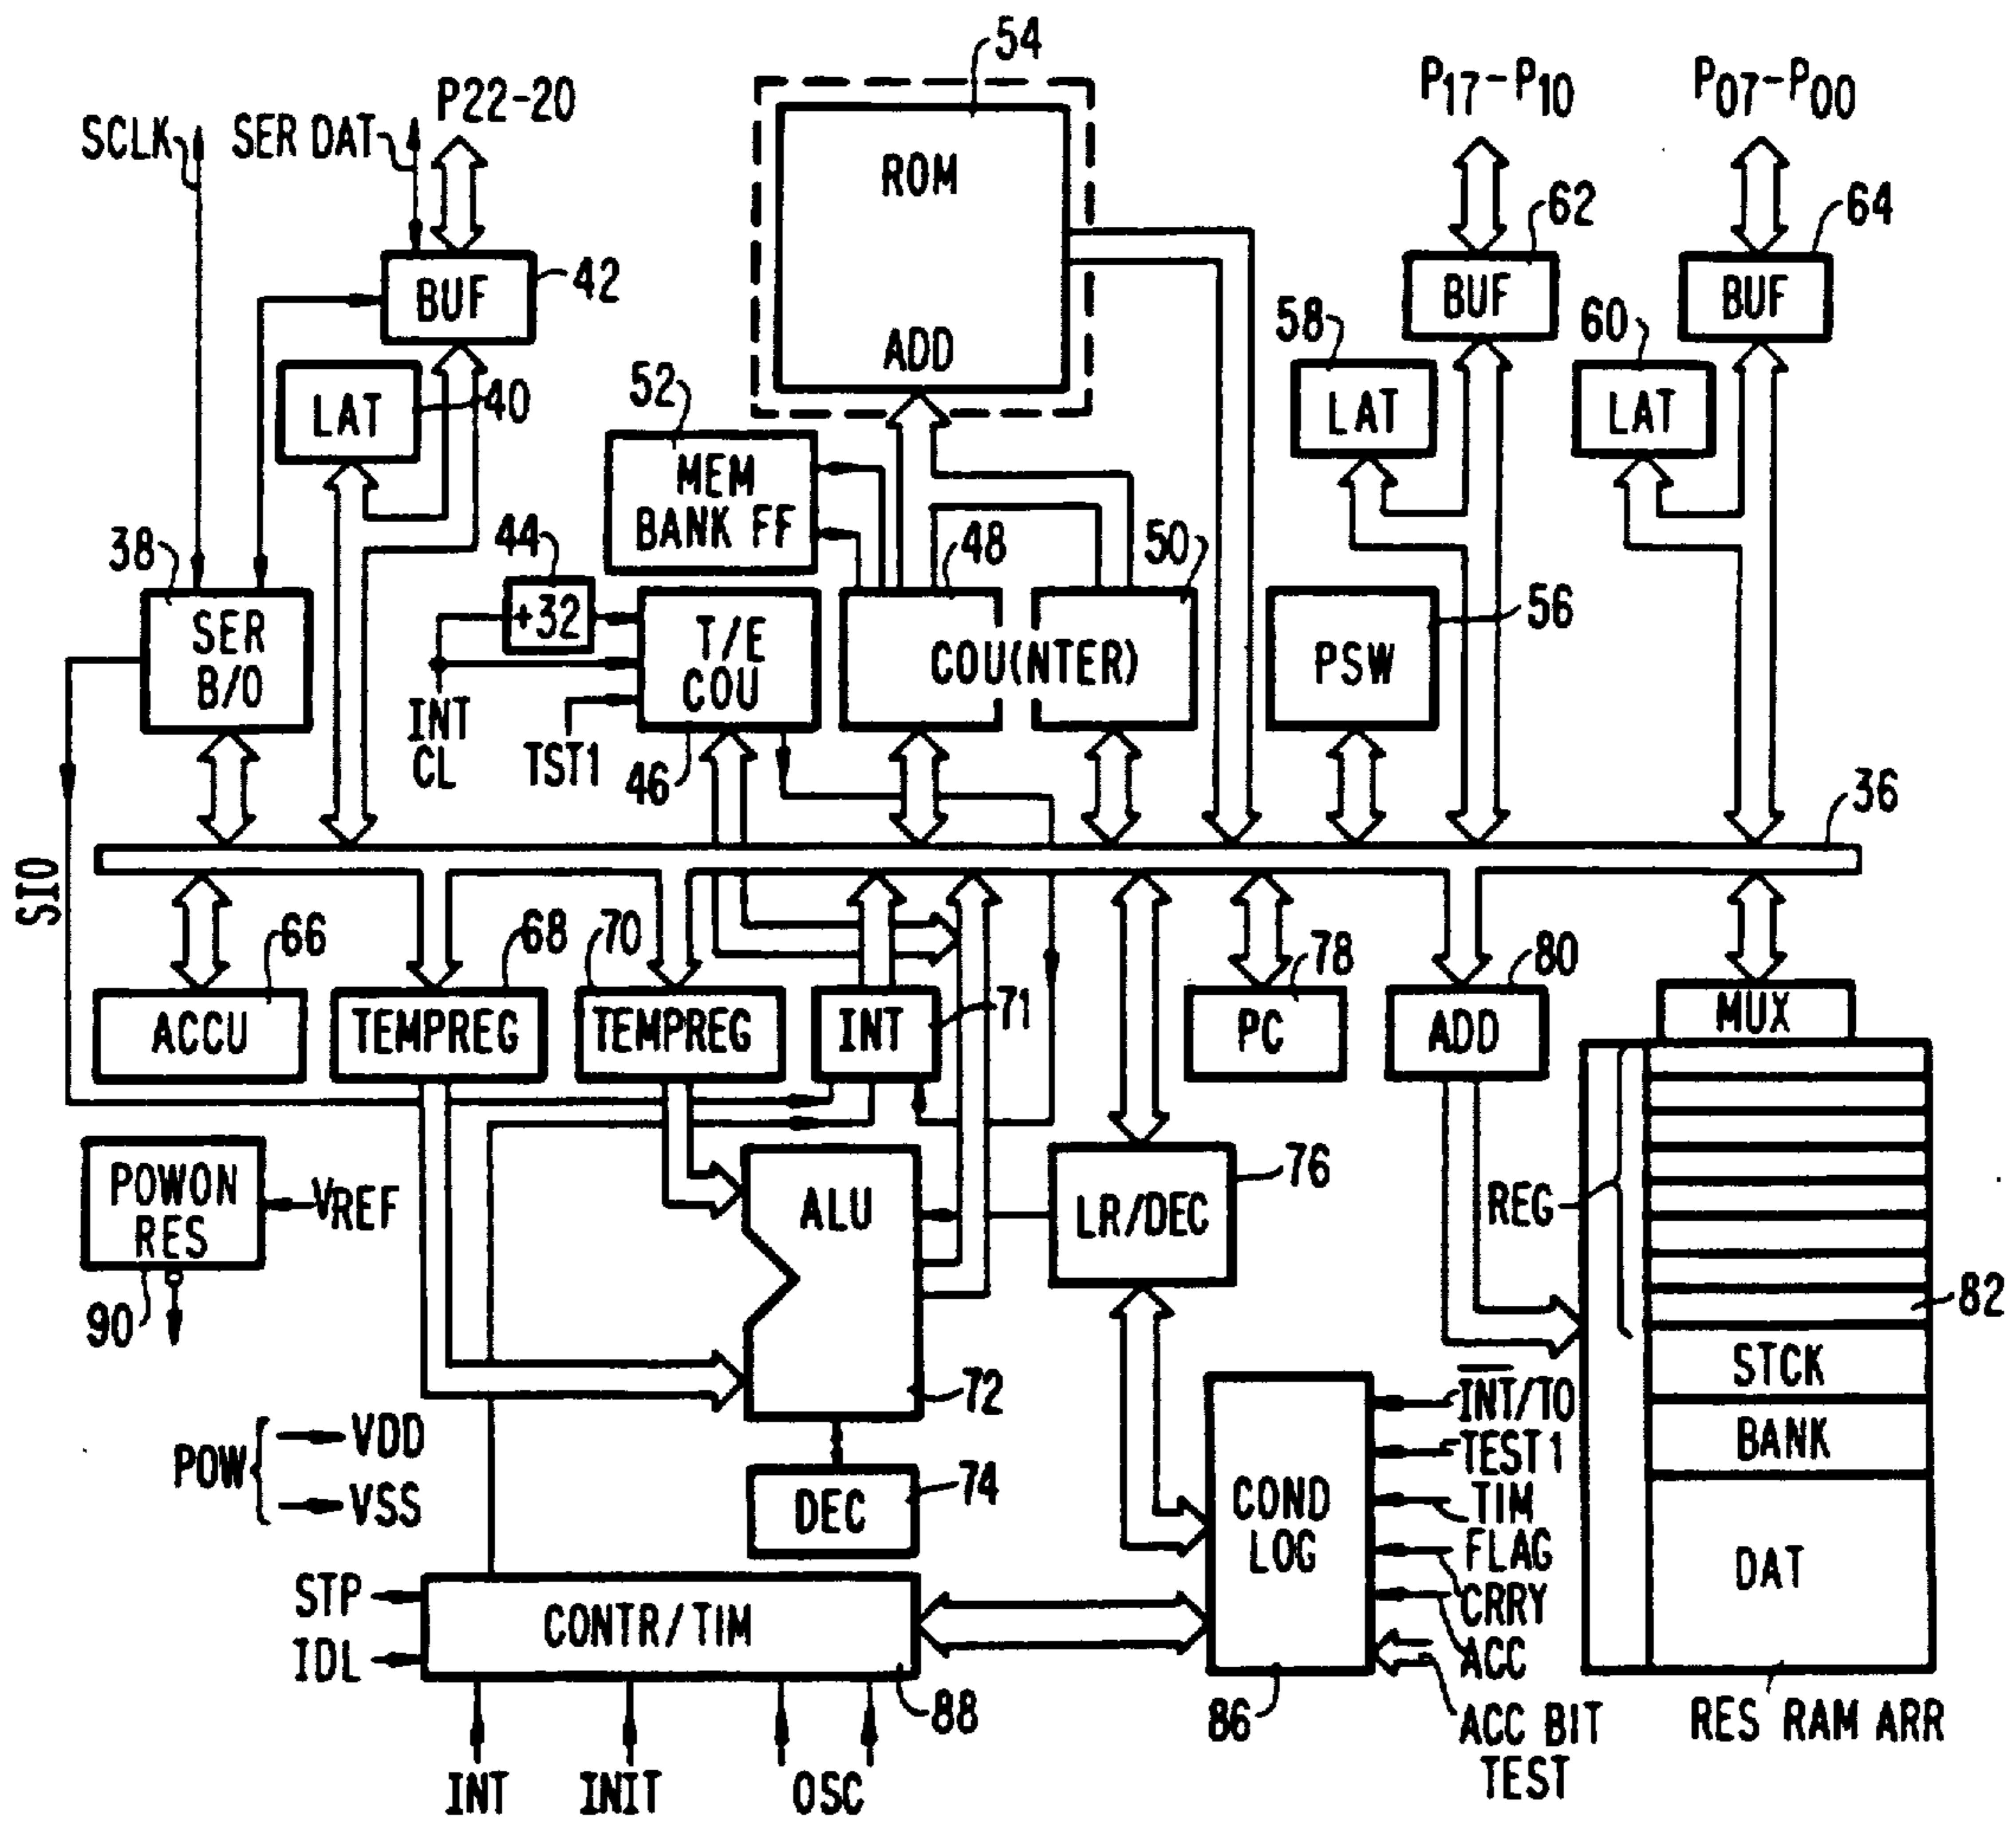 54
P22-20
P17-P10
P07-P00
SCLK
SER DAT
ROM
62
64
42
BUF
BUF
BUF
58
60
ADD
52
LAT
40
LAT
LAT
MEM
BANK FF
38
44
48
50
SER
B/O
+32
T/E
COU
COU(NTER)
PSW
56
INT
CL
TST1
46
36
SIO
66
68
70
78
80
ACCU
TEMPREG
TEMPREG
INT
71
PC
ADD
MUX
POWON
RES
VREF
ALU
LR/DEC
76
REG
90
82
STCK
72
INT/T0
BANK
POW
VDD
VSS
TEST 1
DEC
74
COND
LOG
TIM
FLAG
DAT
STP
CONTR/TIM
CRRY
IDL
ACC
88
86
ACC BIT
TEST
RES RAM ARR
INT
INIT
OSC